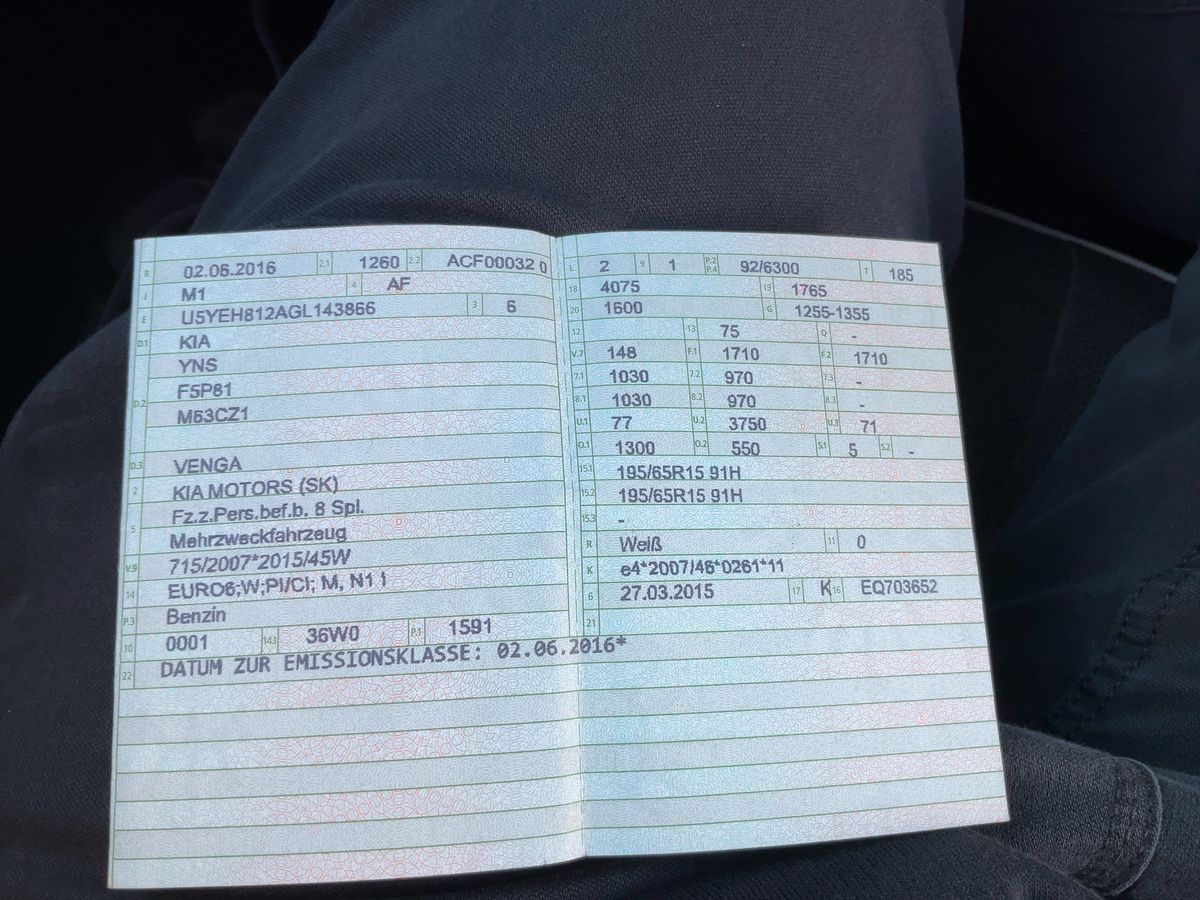 B 02.06.2016 2.1 1260 2.2 ACF00032 0
J M1 4 AF
E U5YEH812AGL143866 3 6
D.1 KIA
YNS
D.2 F5P81
M53CZ1
D.3 VENGA
2 KIA MOTORS (SK)
Fz.z.Pers.bef.b. 8 Spl.
5 Mehrzweckfahrzeug
V.9 715/2007*2015/45W
14 EURO6;W;PI/CI; M, N1 I
P.3 Benzin
10 0001 14.1 36W0 P.1 1591
22 DATUM ZUR EMISSIONSKLASSE: 02.06.2016*
L 2 9 1 P.2 P.4 92/6300 T 185
18 4075 19 1765
20 1600 G 1255-1355
12 13 75 Q -
V.7 148 F.1 1710 F.2 1710
7.1 1030 7.2 970 7.3 -
8.1 1030 8.2 970 8.3 -
U.1 77 U.2 3750 U.3 71
O.1 1300 O.2 550 S.1 5 S.2 -
15.1 195/65R15 91H
15.2 195/65R15 91H
15.3 -
R Weiß 11 0
K e4*2007/46*0261*11
6 27.03.2015 17 K 16 EQ703652
21